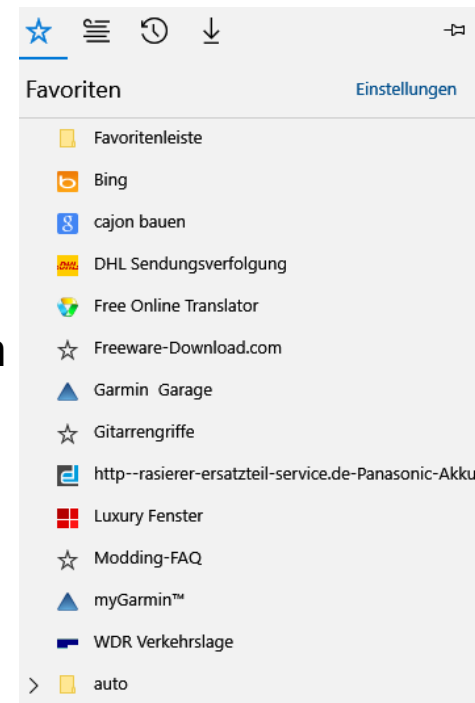 Favoriten Einstellungen
Favoritenleiste
Bing
cajon bauen
DHL Sendungsverfolgung
Free Online Translator
Freeware-Download.com
Garmin  Garage
Gitarrengriffe
http--rasierer-ersatzteil-service.de-Panasonic-Akku
Luxury Fenster
Modding-FAQ
myGarmin™
WDR Verkehrslage
auto